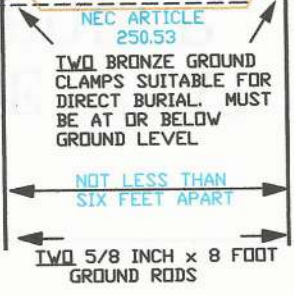 NEC ARTICLE
250.53
TWO BRONZE GROUND
CLAMPS SUITABLE FOR
DIRECT BURIAL. MUST
BE AT OR BELOW
GROUND LEVEL
NOT LESS THAN
SIX FEET APART
TWO 5/8 INCH x 8 FOOT
GROUND RODS